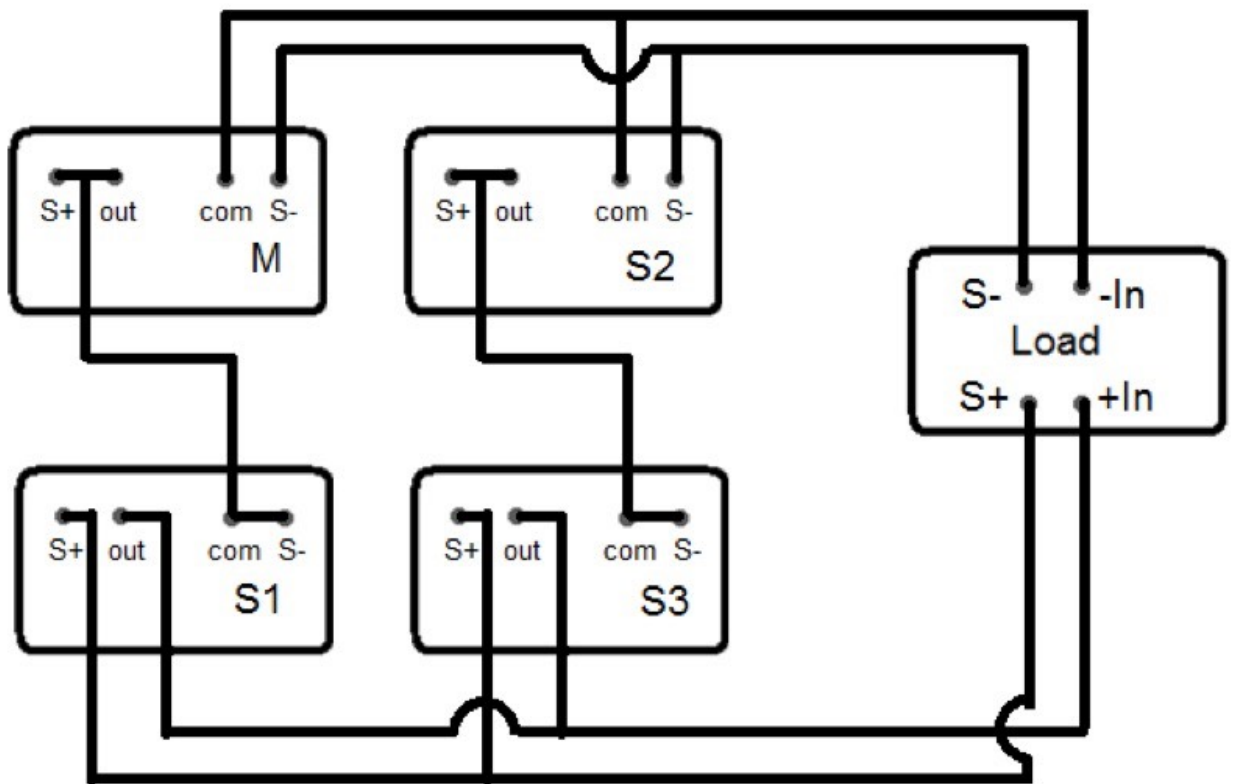 S+ out com S-
M
S+ out com S-
S2
S- -In
Load
S+ +In
S+ out com S-
S1
S+ out com S-
S3